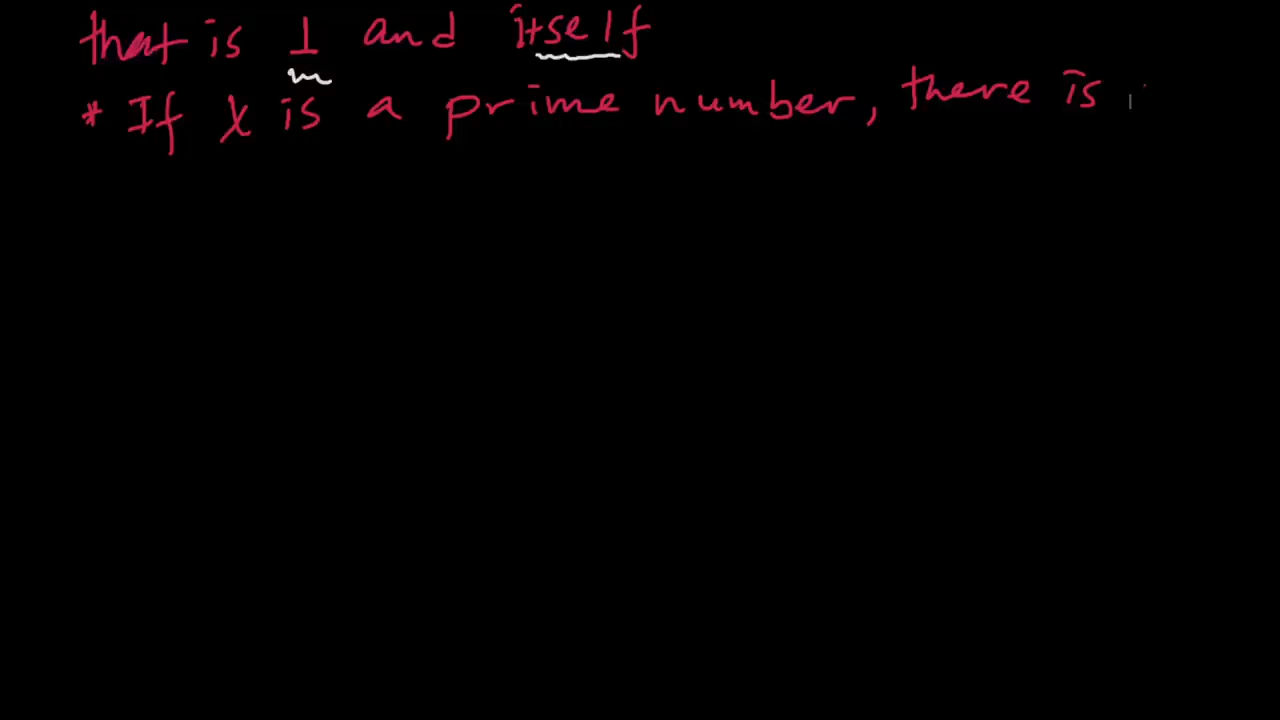 that is 1 and itself
* If X is a prime number, there is